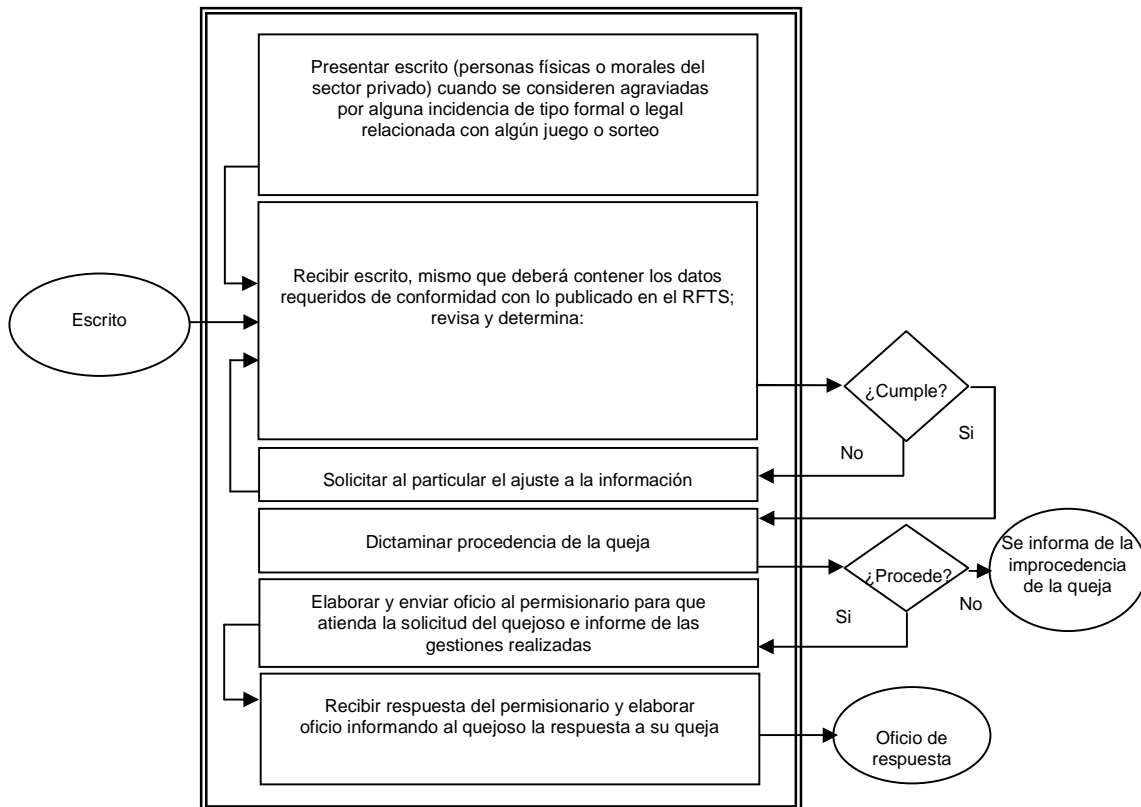 Presentar escrito (personas físicas o morales del
sector privado) cuando se consideren agraviadas
por alguna incidencia de tipo formal o legal
relacionada con algún juego o sorteo
Recibir escrito, mismo que deberá contener los datos
requeridos de conformidad con lo publicado en el RFTS;
revisa y determina:
Escrito
¿Cumple?
Si
No
Solicitar al particular el ajuste a la información
Dictaminar procedencia de la queja
¿Procede?
Se informa de la
improcedencia
de la queja
No
Si
Elaborar y enviar oficio al permisionario para que
atienda la solicitud del quejoso e informe de las
gestiones realizadas
Recibir respuesta del permisionario y elaborar
oficio informando al quejoso la respuesta a su queja
Oficio de
respuesta